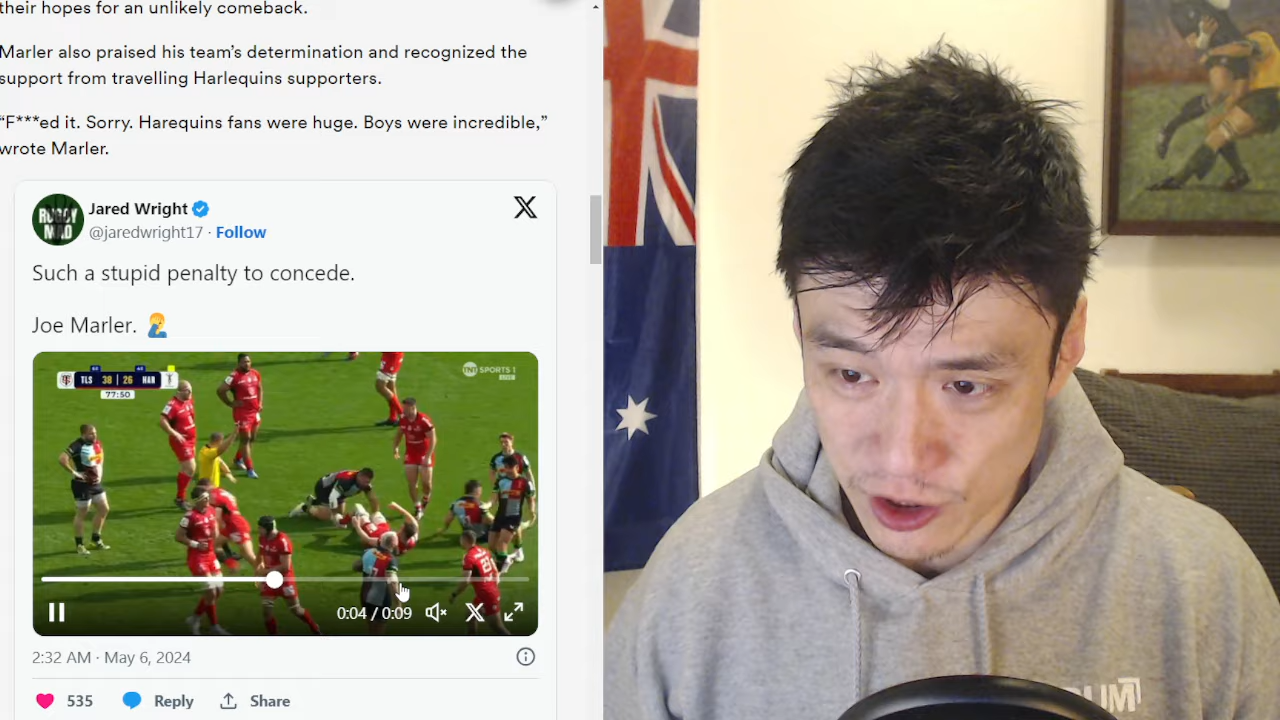 their hopes for an unlikely comeback.
Marler also praised his team’s determination and recognized the
support from travelling Harlequins supporters.
“F***ed it. Sorry. Harequins fans were huge. Boys were incredible,”
wrote Marler.
RUGBY
MAD
Jared Wright
@jaredwright17 · Follow
Such a stupid penalty to concede.
Joe Marler.
TLS 38 | 26 HAR
77:50
TNT SPORTS 1
0:04 / 0:09
2:32 AM · May 6, 2024
535 Reply Share